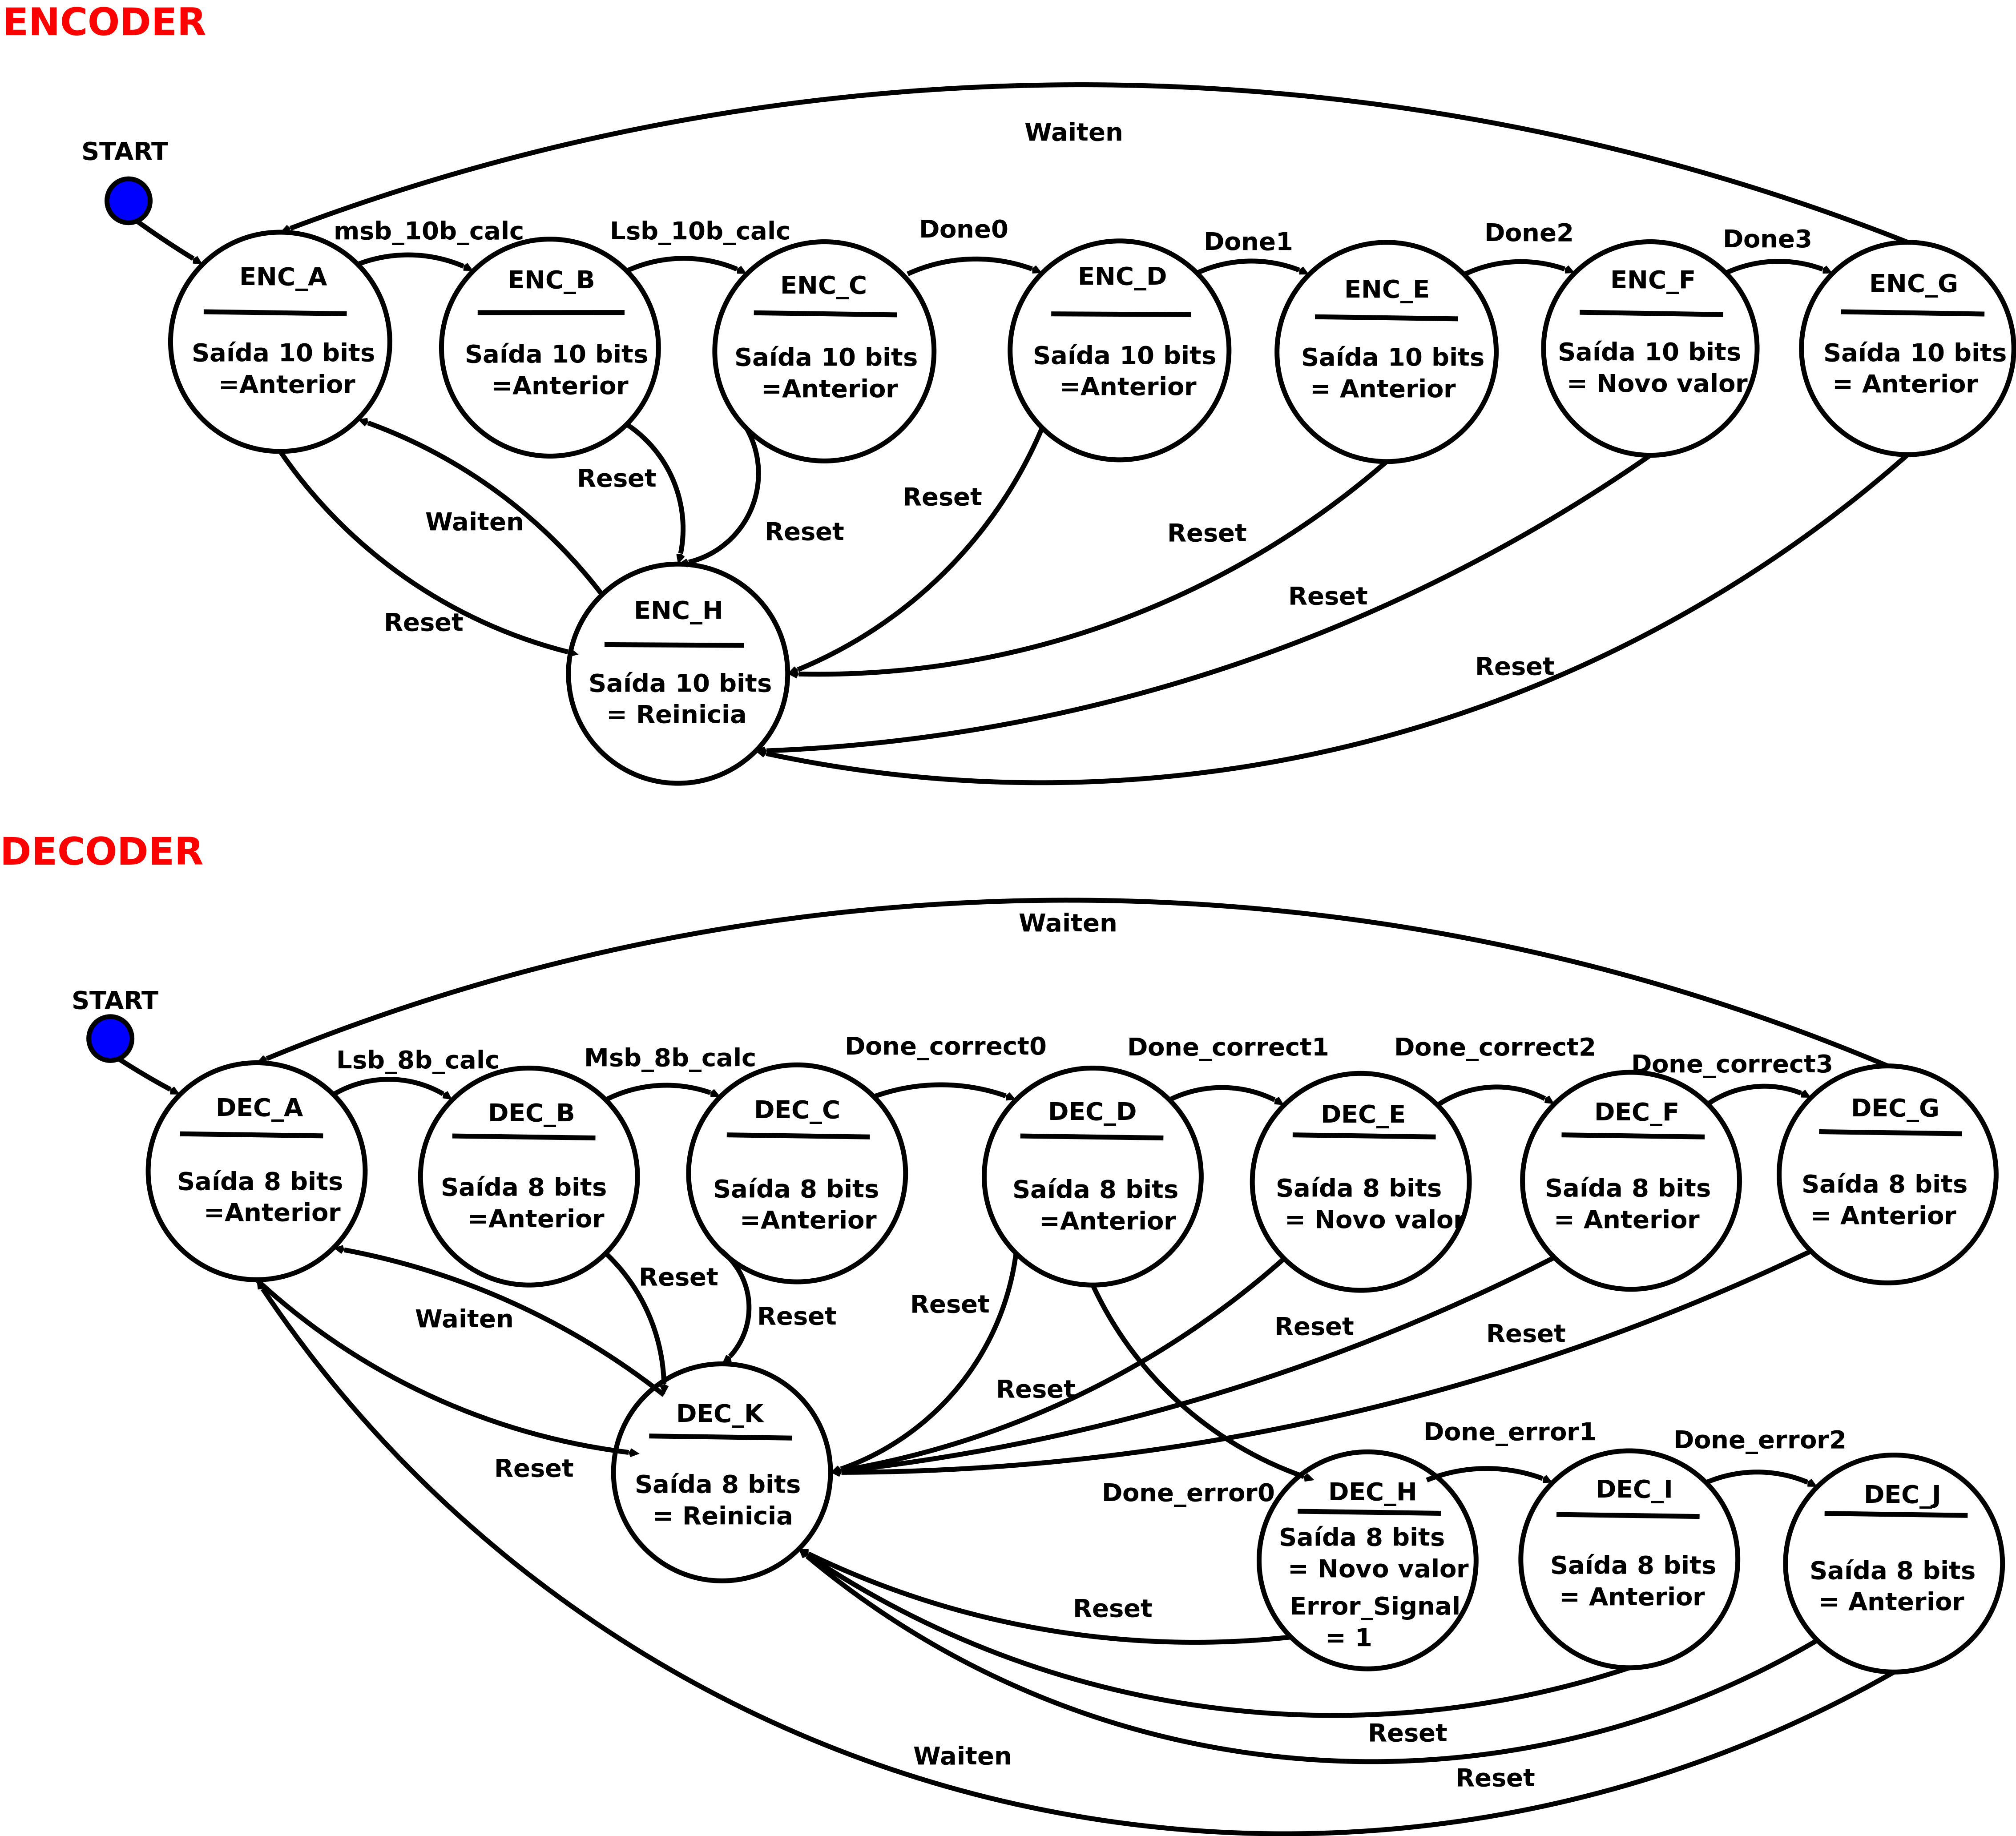 ENCODER
Waiten
START
msb_10b_calc
Lsb_10b_calc
Done0
Done1
Done2
Done3
ENC_A
Saída 10 bits
=Anterior
ENC_B
Saída 10 bits
=Anterior
ENC_C
Saída 10 bits
=Anterior
ENC_D
Saída 10 bits
=Anterior
ENC_E
Saída 10 bits
= Anterior
ENC_F
Saída 10 bits
= Novo valor
ENC_G
Saída 10 bits
= Anterior
Reset
Waiten
Reset
Reset
Reset
Reset
Reset
Reset
ENC_H
Saída 10 bits
= Reinicia
DECODER
Waiten
START
Lsb_8b_calc
Msb_8b_calc
Done_correct0
Done_correct1
Done_correct2
Done_correct3
DEC_A
Saída 8 bits
=Anterior
DEC_B
Saída 8 bits
=Anterior
DEC_C
Saída 8 bits
=Anterior
DEC_D
Saída 8 bits
=Anterior
DEC_E
Saída 8 bits
= Novo valor
DEC_F
Saída 8 bits
= Anterior
DEC_G
Saída 8 bits
= Anterior
Reset
Waiten
Reset
Reset
Reset
Reset
Reset
Reset
DEC_K
Saída 8 bits
= Reinicia
Done_error0
Done_error1
Done_error2
DEC_H
Saída 8 bits
= Novo valor
Error_Signal
= 1
DEC_I
Saída 8 bits
= Anterior
DEC_J
Saída 8 bits
= Anterior
Reset
Reset
Waiten
Reset